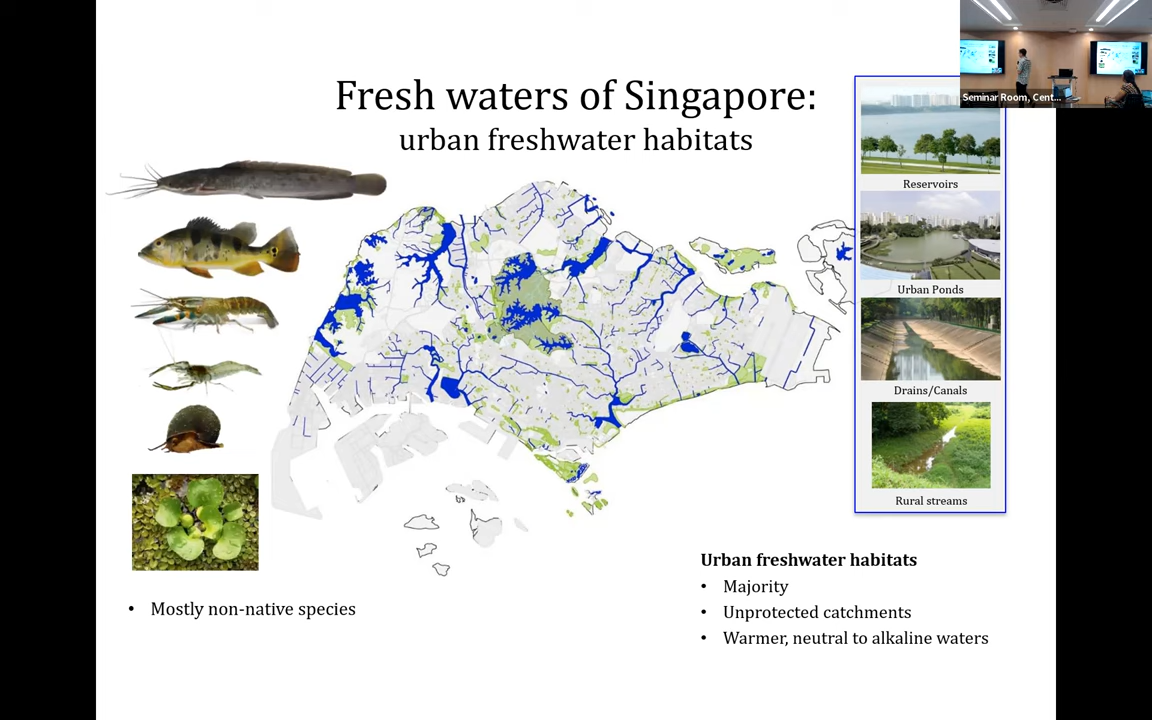 Fresh waters of Singapore:
urban freshwater habitats
Seminar Room, Cent...
Reservoirs
Urban Ponds
Drains/Canals
Rural streams
• Mostly non-native species
Urban freshwater habitats
• Majority
• Unprotected catchments
• Warmer, neutral to alkaline waters